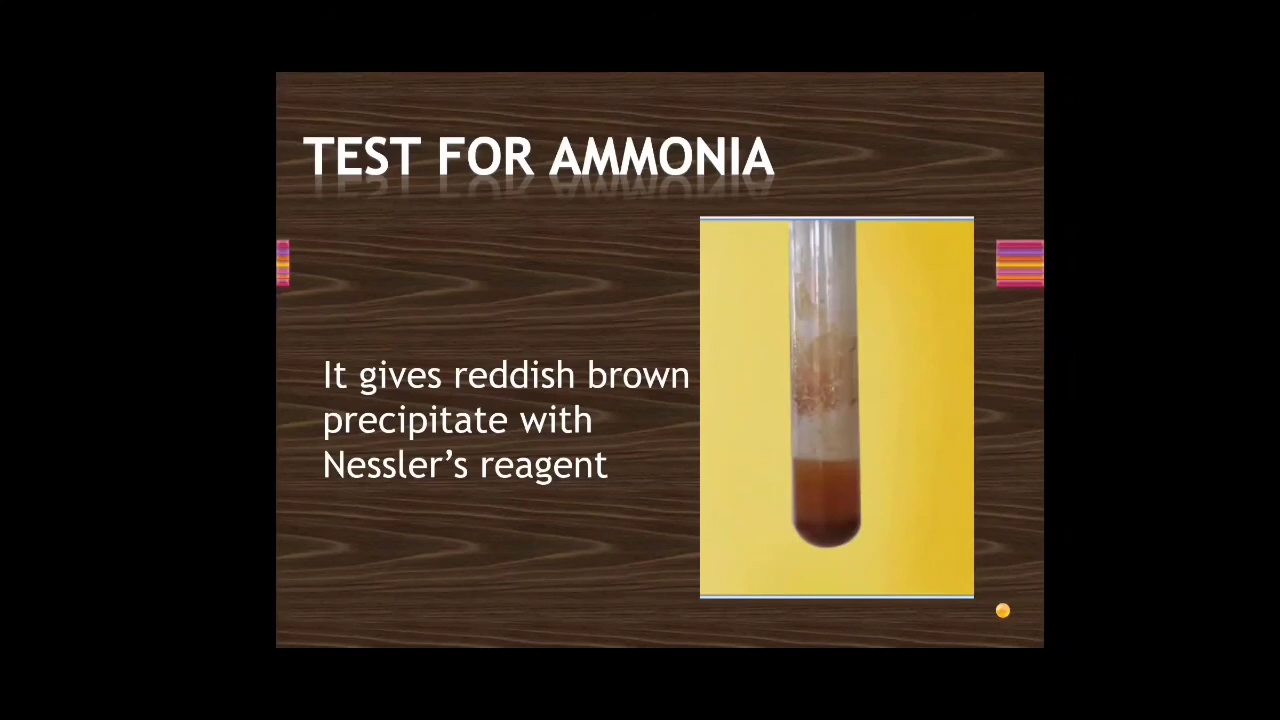 TEST FOR AMMONIA
It gives reddish brown
precipitate with
Nessler’s reagent